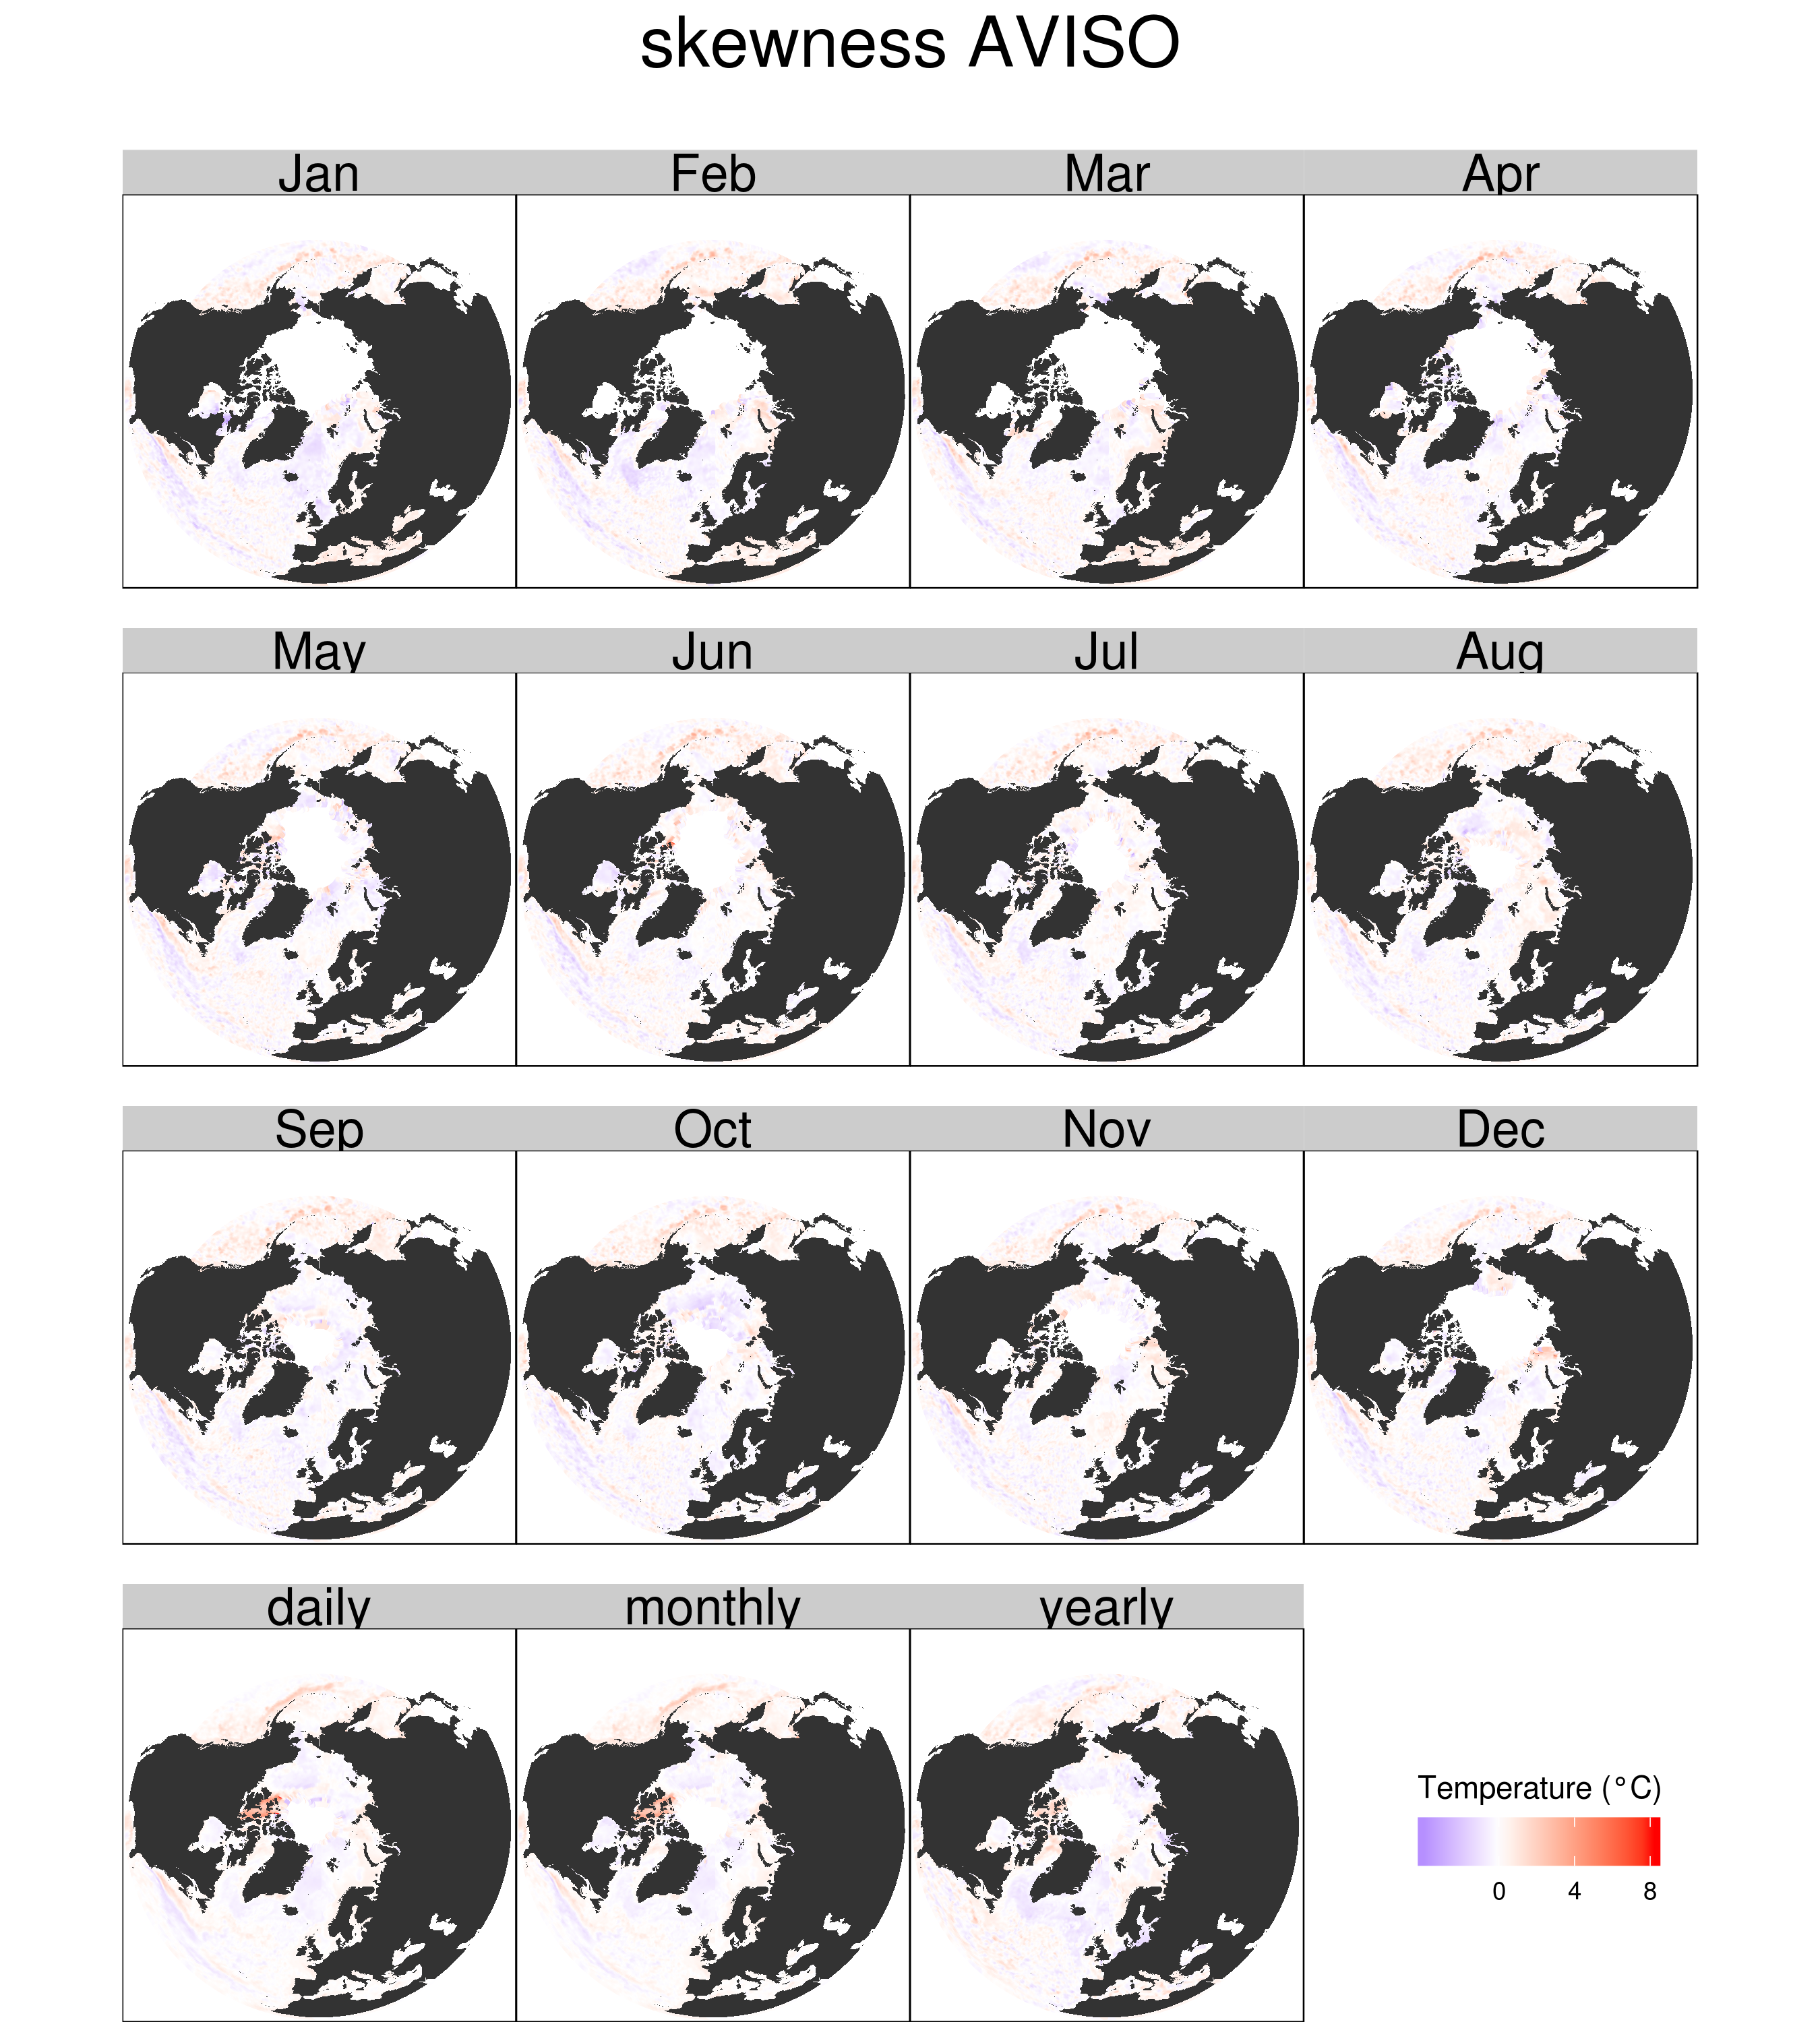 skewness AVISO
Jan Feb Mar Apr
May Jun Jul Aug
Sep Oct Nov Dec
daily monthly yearly
Temperature (°C)
0 4 8